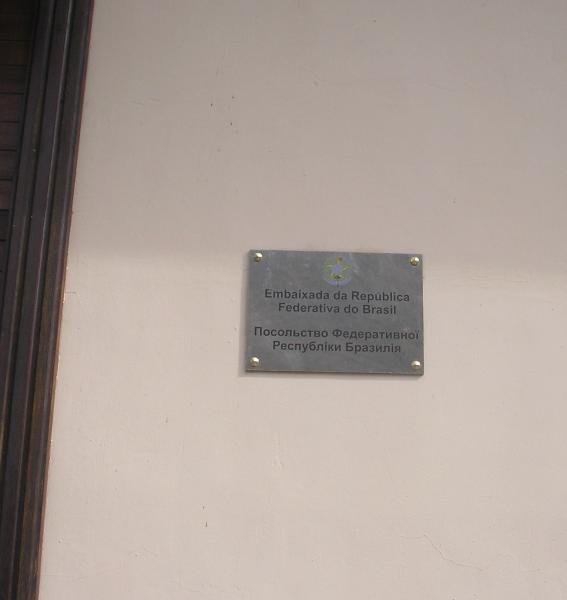 Embaixada da República
Federativa do Brasil
Посольство Федеративної
Республіки Бразилія